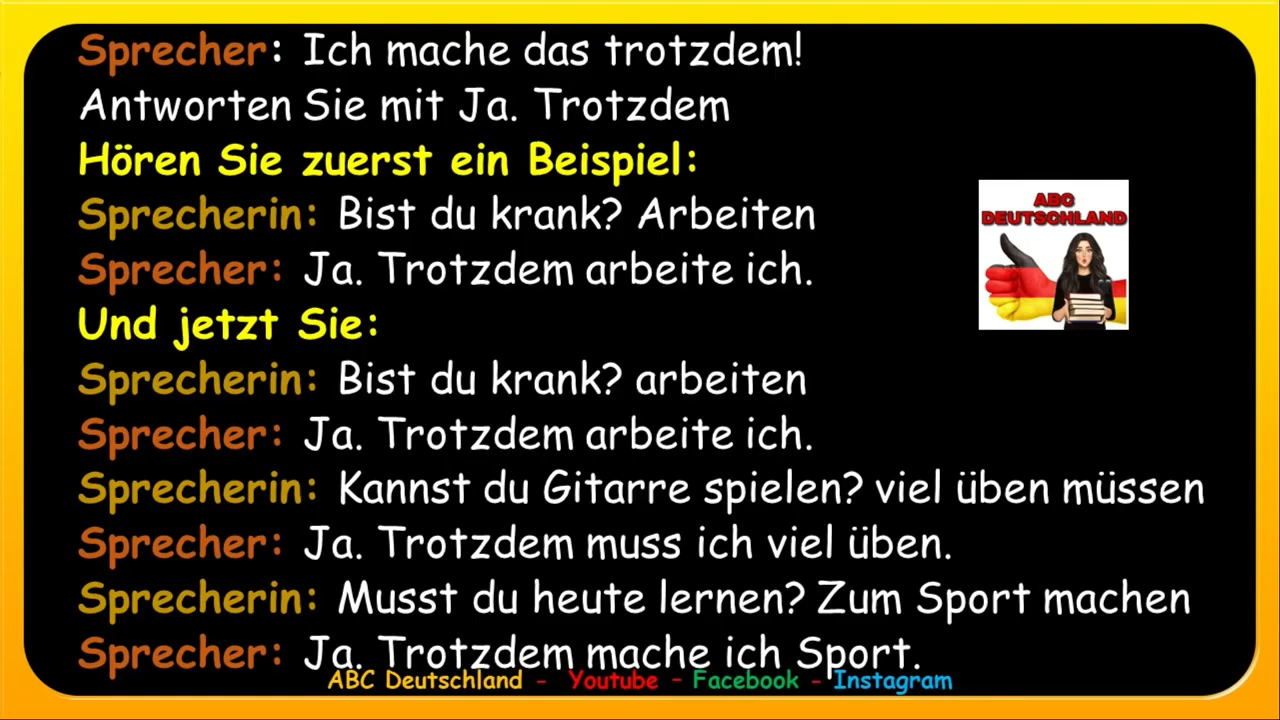 Sprecher: Ich mache das trotzdem!
Antworten Sie mit Ja. Trotzdem
Hören Sie zuerst ein Beispiel:
Sprecherin: Bist du krank? Arbeiten
Sprecher: Ja. Trotzdem arbeite ich.
Und jetzt Sie:
Sprecherin: Bist du krank? arbeiten
Sprecher: Ja. Trotzdem arbeite ich.
Sprecherin: Kannst du Gitarre spielen? viel üben müssen
Sprecher: Ja. Trotzdem muss ich viel üben.
Sprecherin: Musst du heute lernen? Zum Sport machen
Sprecher: Ja. Trotzdem mache ich Sport.
ABC Deutschland - Youtube - Facebook - Instagram
ABC
DEUTSCHLAND